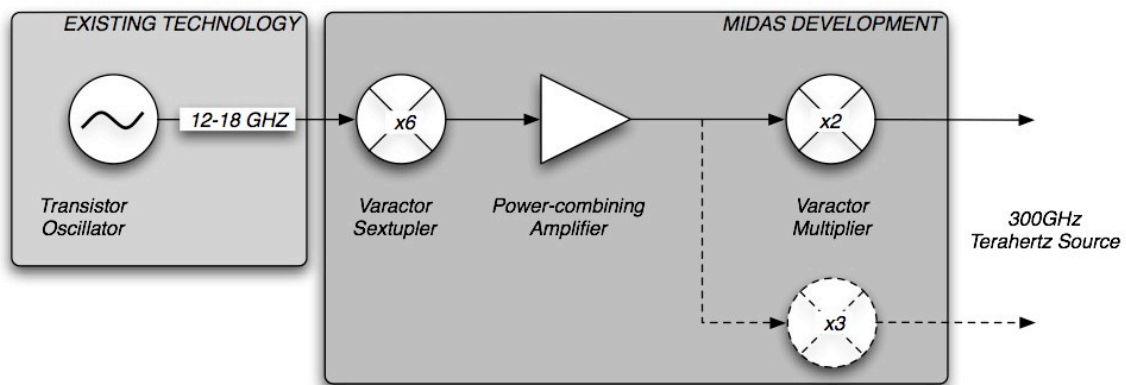 EXISTING TECHNOLOGY
MIDAS DEVELOPMENT
12-18 GHZ
x6
x2
Transistor
Oscillator
Varactor
Sextupler
Power-combining
Amplifier
Varactor
Multiplier
300GHz
Terahertz Source
x3